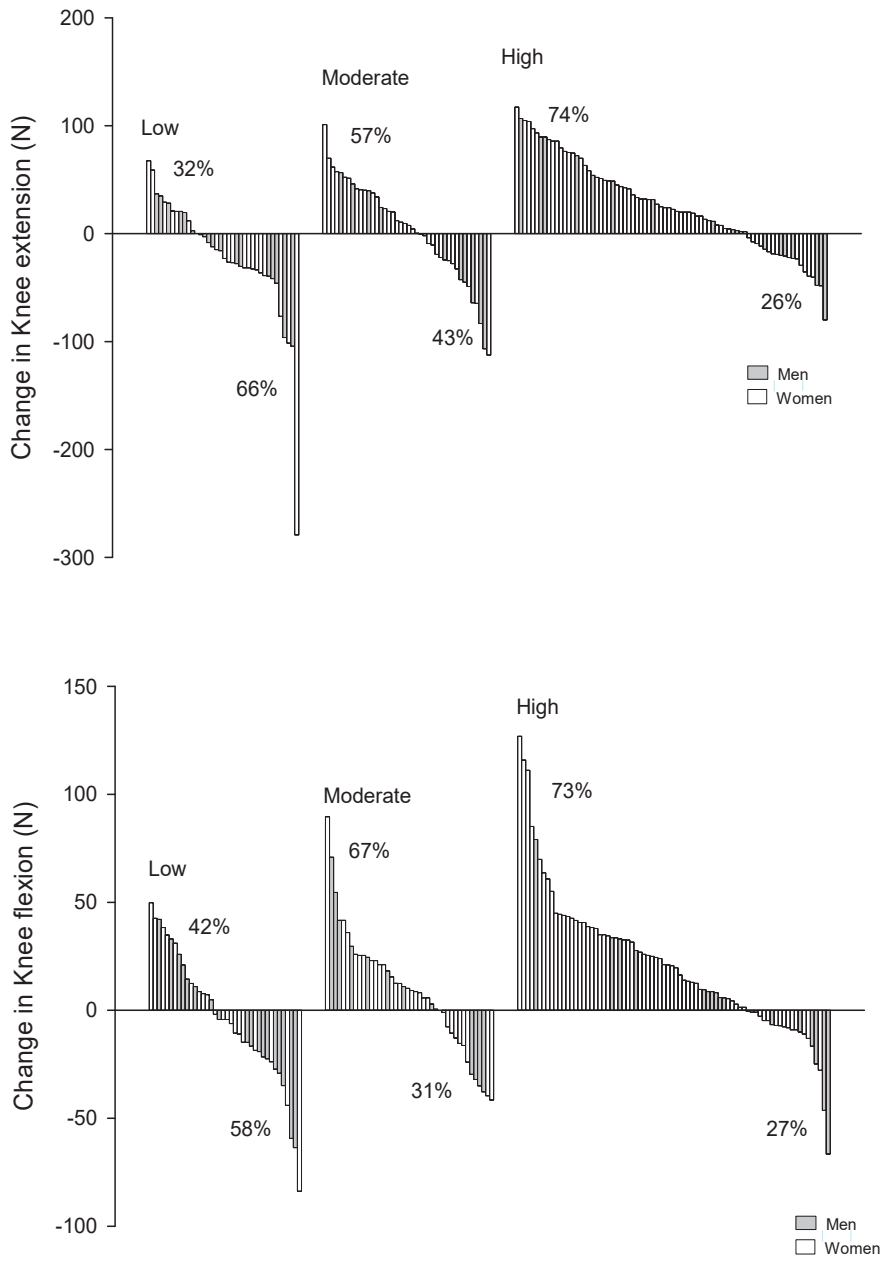 200
100
0
-100
-200
-300
Change in Knee extension (N)
Low
32%
66%
Moderate
57%
43%
High
74%
26%
Men
Women
150
100
50
0
-50
-100
Change in Knee flexion (N)
Low
42%
58%
Moderate
67%
31%
High
73%
27%
Men
Women